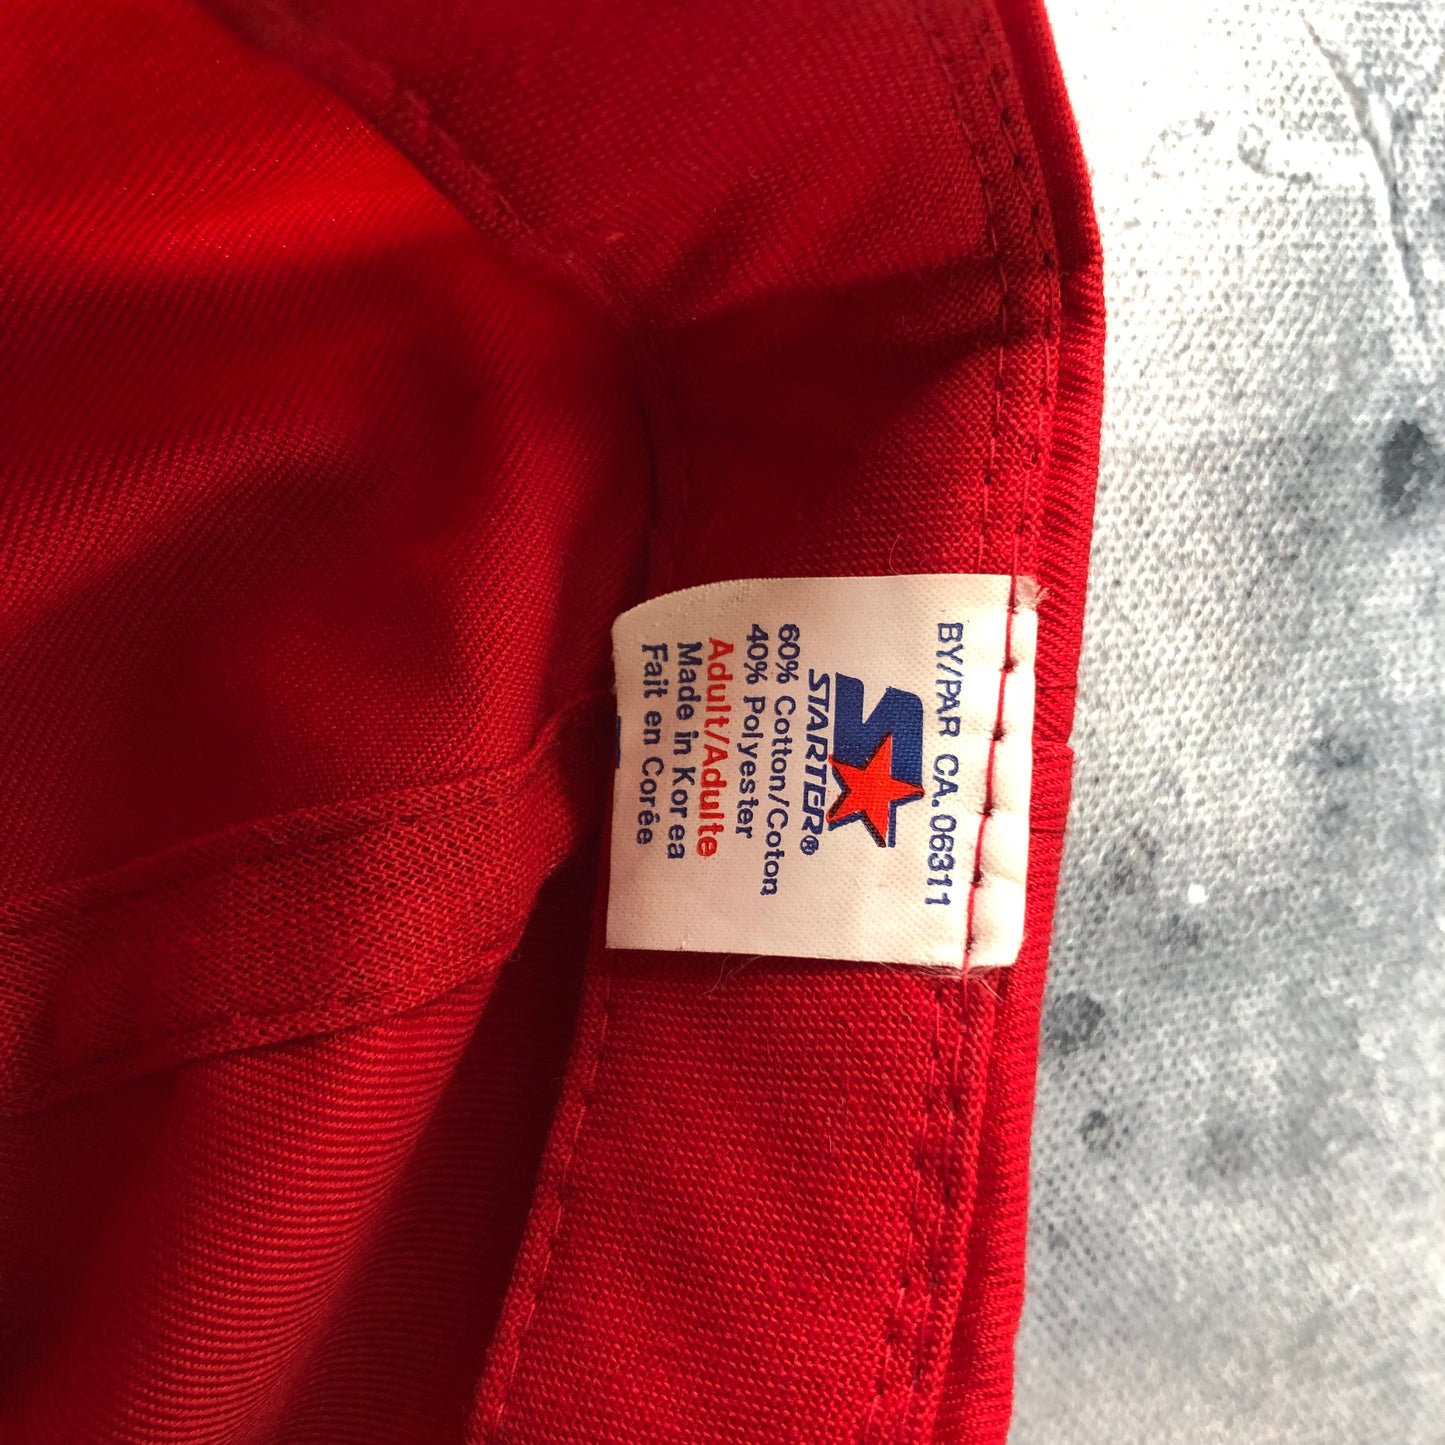 BY/PAR CA. 06311
STARTER®
60% Cotton/Coton
40% Polyester
Adult/Adulte
Made in Korea
Fait en Corée